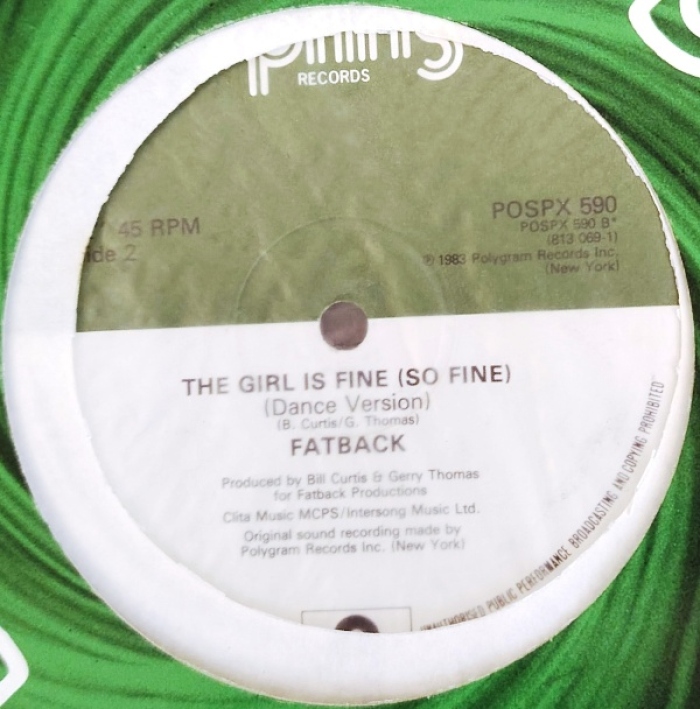 RECORDS
45 RPM
ide 2
POSPX 590
POSPX 590 B*
(813 069-1)
℗ 1983 Polygram Records Inc.
(New York)
THE GIRL IS FINE (SO FINE)
(Dance Version)
(B. Curtis/G. Thomas)
FATBACK
Produced by Bill Curtis & Gerry Thomas
for Fatback Productions
Clita Music MCPS/Intersong Music Ltd.
Original sound recording made by
Polygram Records Inc. (New York)
UNAUTHORISED PUBLIC PERFORMANCE BROADCASTING AND COPYING PROHIBITED